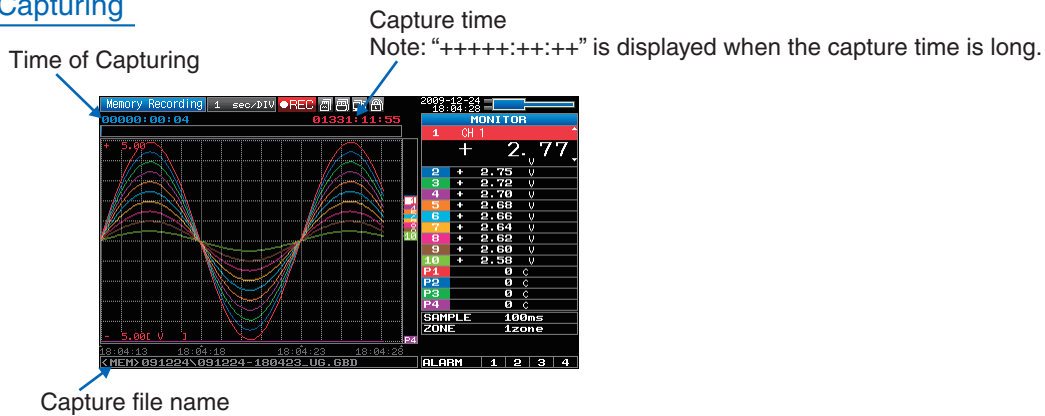 Capturing
Capture time
Note: “+++++:++:++” is displayed when the capture time is long.
Time of Capturing
Memory Recording 1 sec/DIV ●REC
2009-12-24
18:04:28
00000:00:04 01331:11:55
MONITOR
1 CH 1
+ 2.77 V
+ 5.00
2 + 2.75 V
3 + 2.72 V
4 + 2.70 V
5 + 2.68 V
6 + 2.66 V
7 + 2.64 V
8 + 2.62 V
9 + 2.60 V
10 + 2.58 V
10
P1 0 C
P2 0 C
P3 0 C
P4 0 C
SAMPLE 100ms
ZONE 1zone
- 5.00[ V ]
P4
18:04:13 18:04:18 18:04:23 18:04:28
<MEM>091224\091224-180423_UG.GBD
ALARM 1 2 3 4
Capture file name